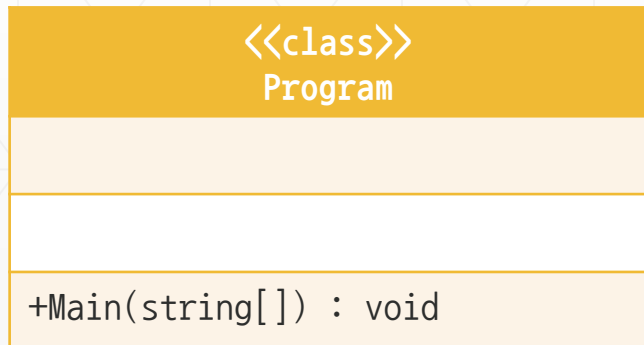 <<class>>
Program
+Main(string[]) : void